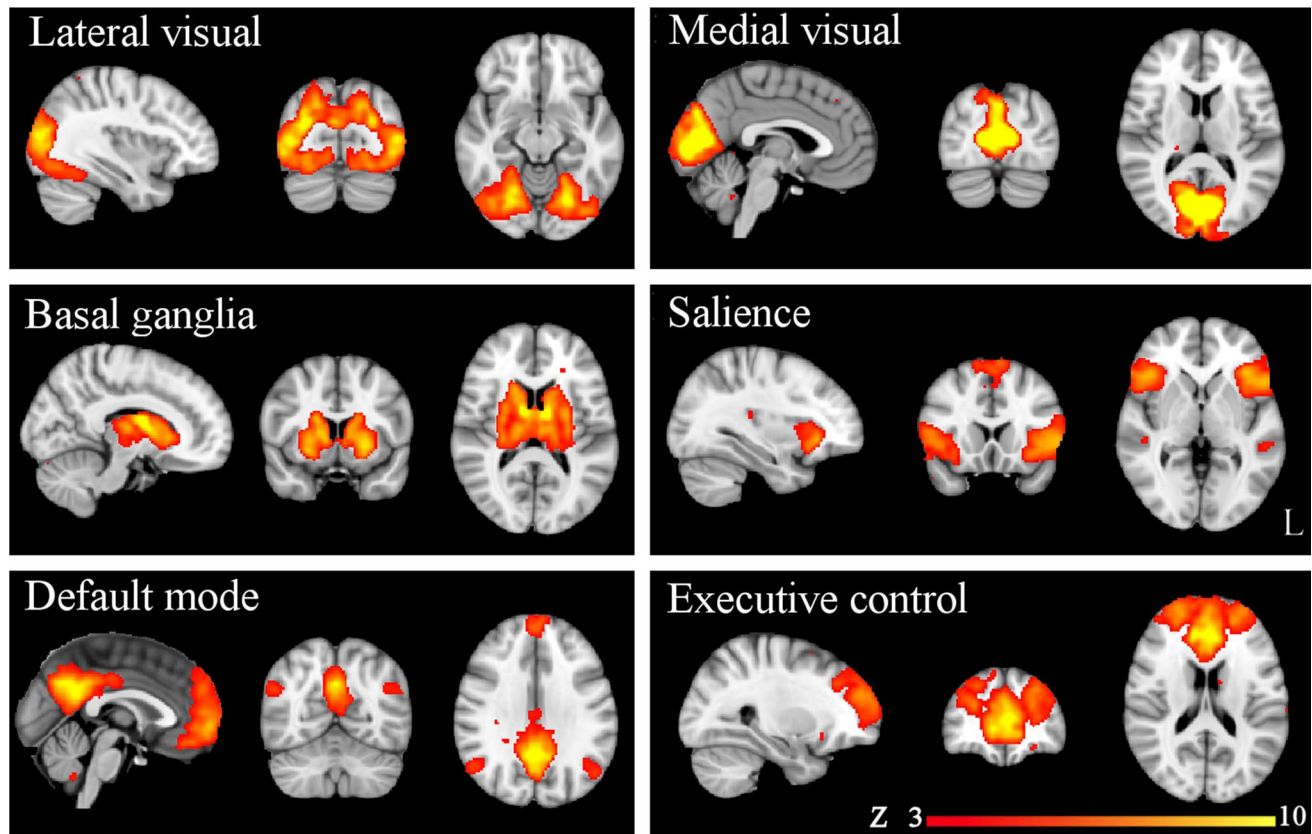 Lateral visual
Medial visual
Basal ganglia
Salience
L
Default mode
Executive control
Z 3 10